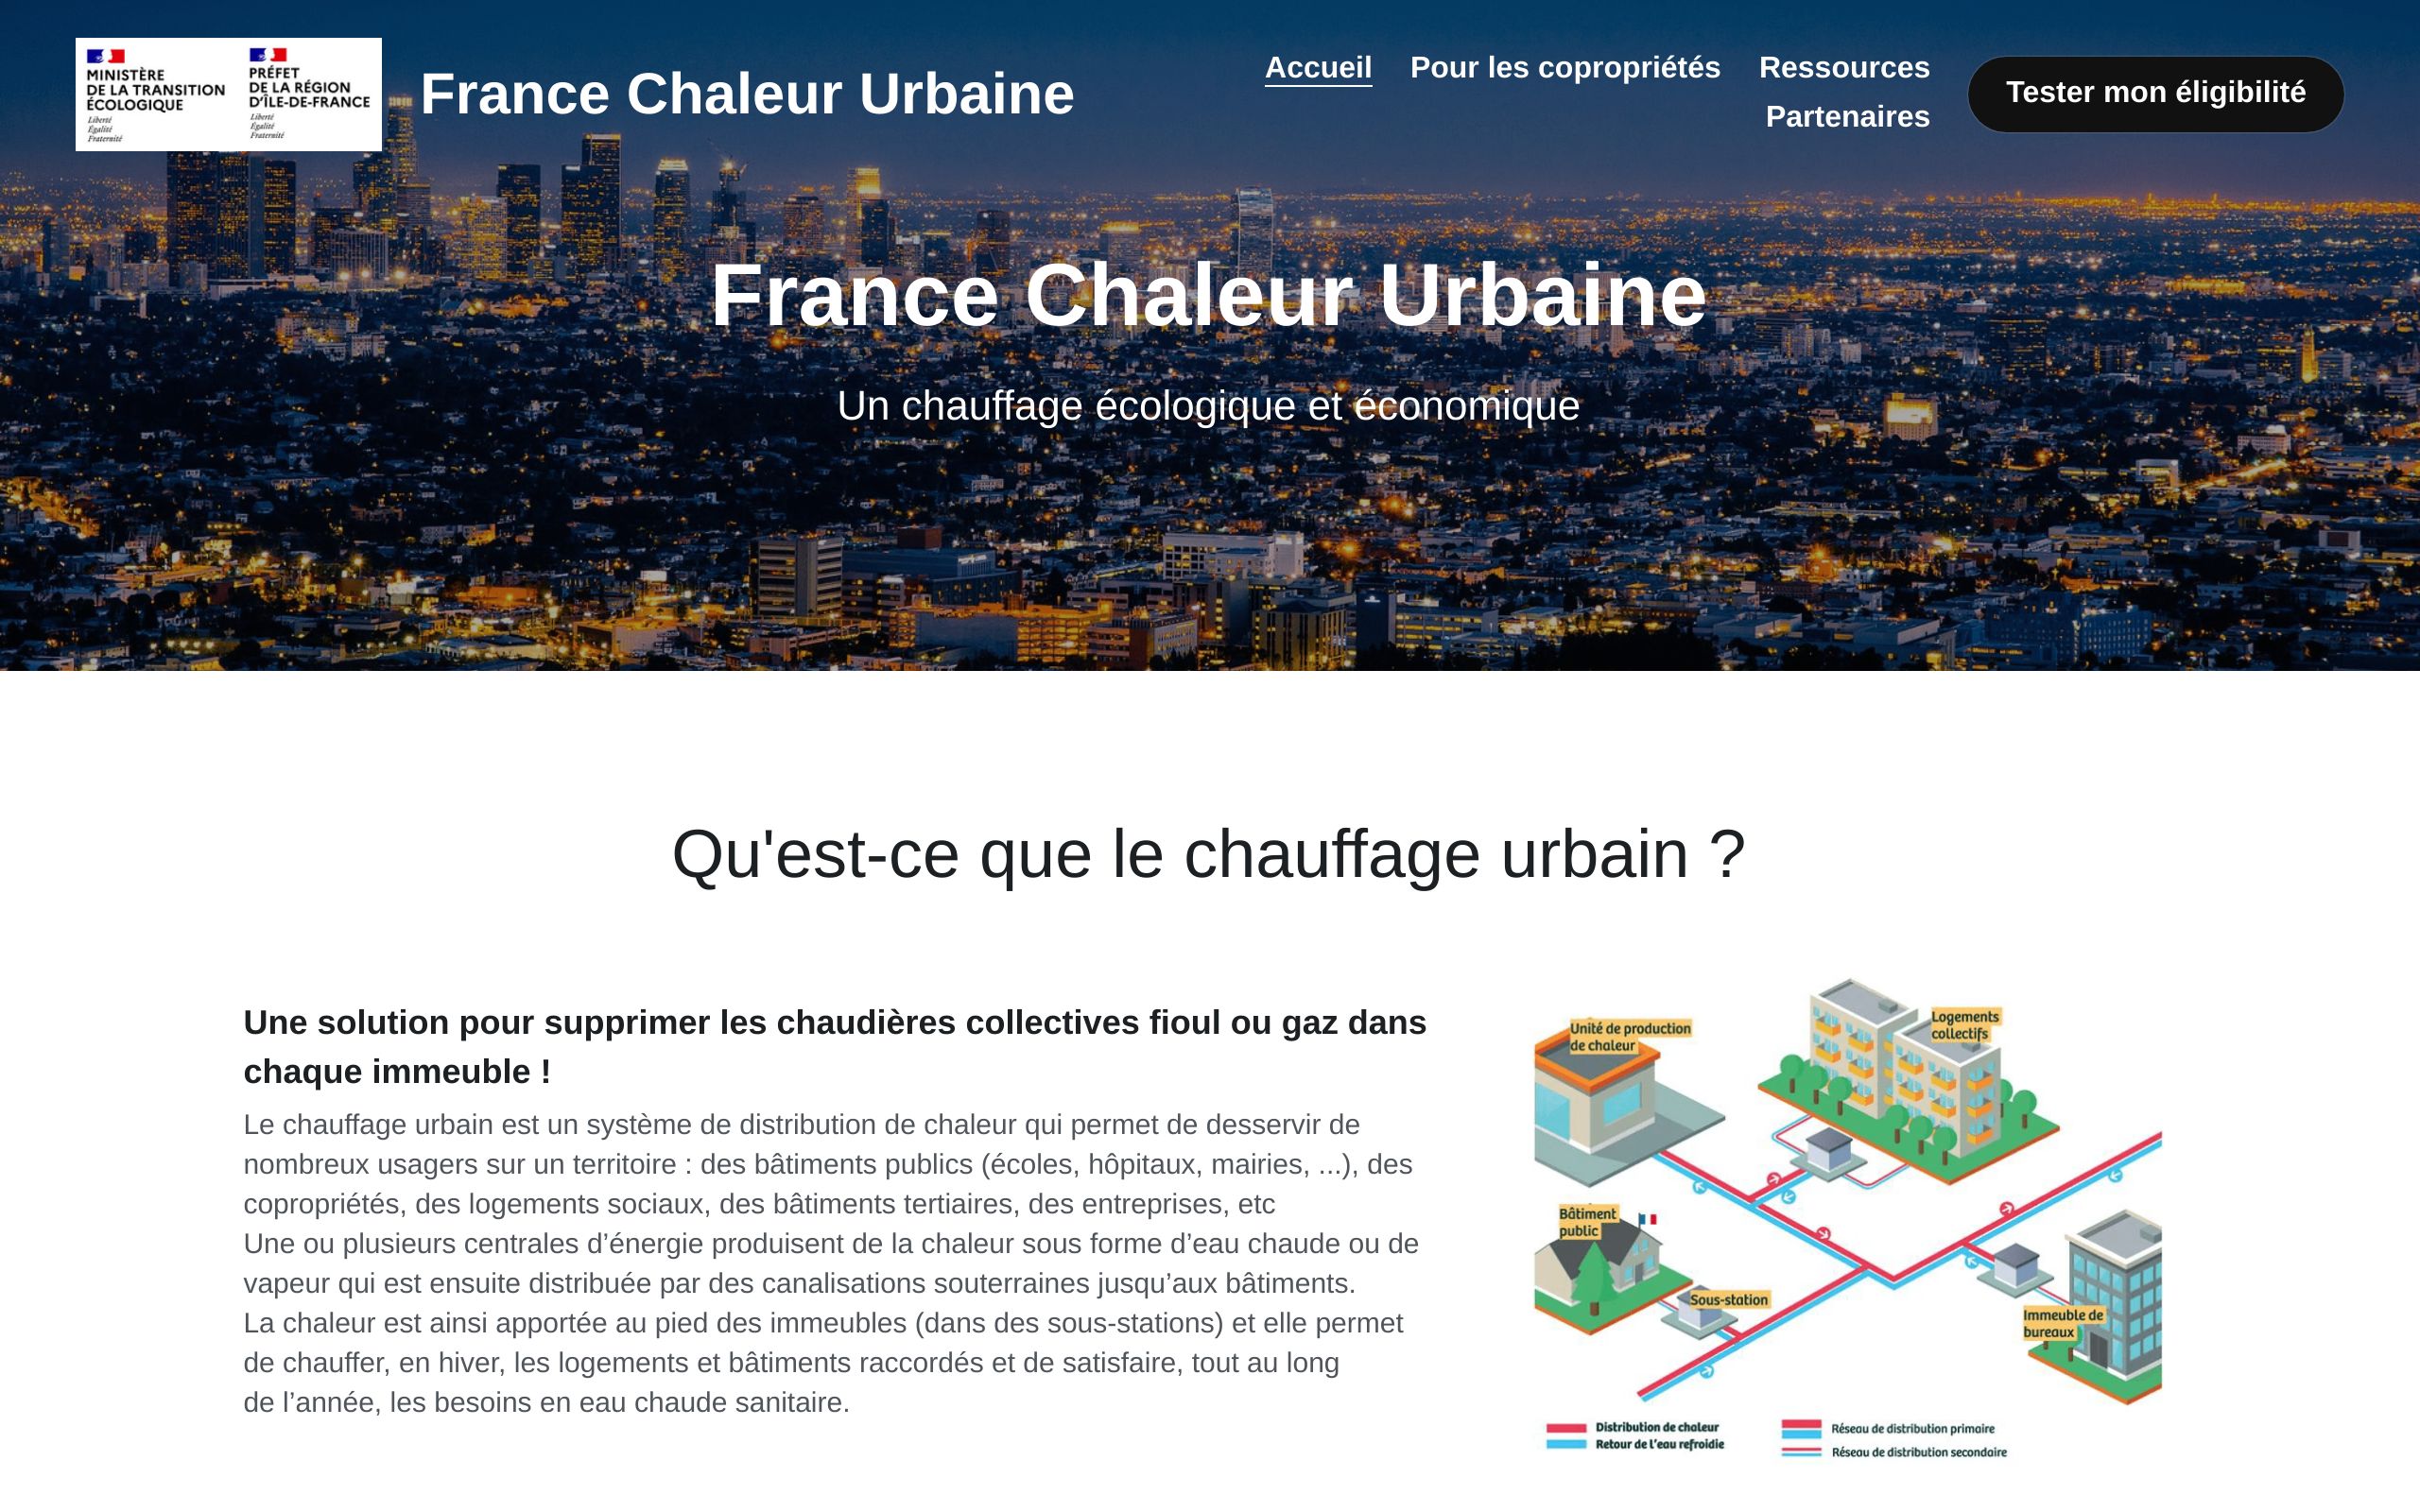 MINISTÈRE
DE LA TRANSITION
ÉCOLOGIQUE
Liberté
Égalité
Fraternité
PRÉFET
DE LA RÉGION
D'ÎLE-DE-FRANCE
Liberté
Égalité
Fraternité
France Chaleur Urbaine
Accueil Pour les copropriétés Ressources
Partenaires
Tester mon éligibilité
France Chaleur Urbaine
Un chauffage écologique et économique
Qu'est-ce que le chauffage urbain ?
Une solution pour supprimer les chaudières collectives fioul ou gaz dans
chaque immeuble !
Le chauffage urbain est un système de distribution de chaleur qui permet de desservir de
nombreux usagers sur un territoire : des bâtiments publics (écoles, hôpitaux, mairies, ...), des
copropriétés, des logements sociaux, des bâtiments tertiaires, des entreprises, etc
Une ou plusieurs centrales d’énergie produisent de la chaleur sous forme d’eau chaude ou de
vapeur qui est ensuite distribuée par des canalisations souterraines jusqu’aux bâtiments.
La chaleur est ainsi apportée au pied des immeubles (dans des sous-stations) et elle permet
de chauffer, en hiver, les logements et bâtiments raccordés et de satisfaire, tout au long
de l’année, les besoins en eau chaude sanitaire.
Unité de production
de chaleur
Logements
collectifs
Bâtiment
public
Sous-station
Immeuble de
bureaux
Distribution de chaleur
Retour de l'eau refroidie
Réseau de distribution primaire
Réseau de distribution secondaire